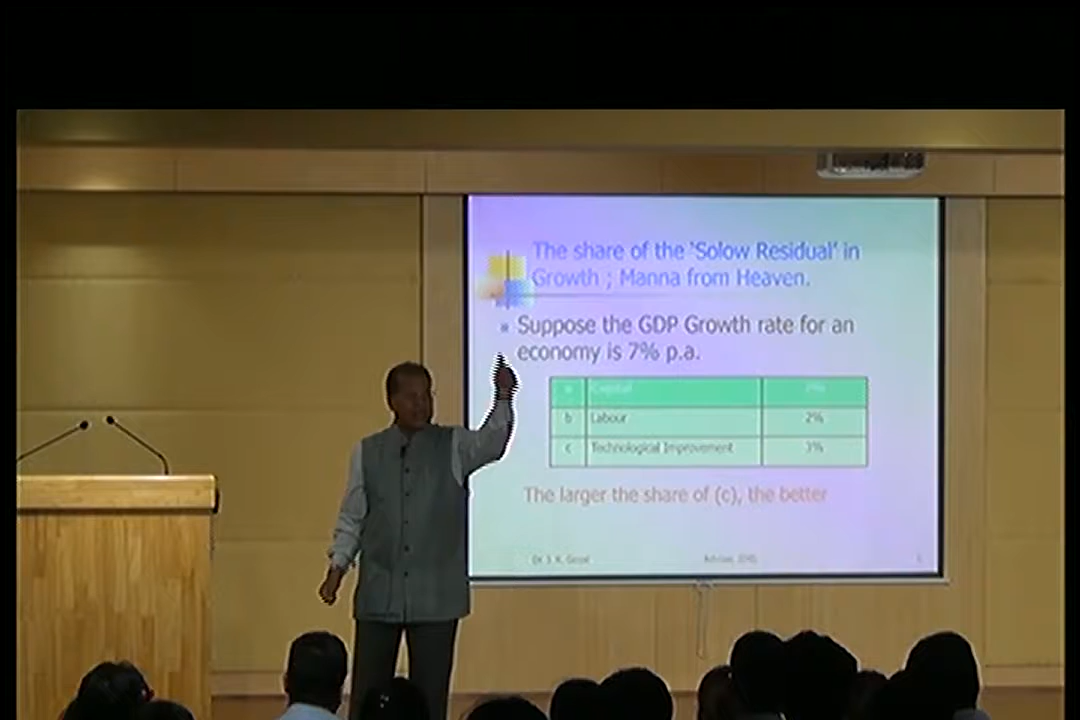 The share of the 'Solow Residual' in
Growth ; Manna from Heaven.
Suppose the GDP Growth rate for an
economy is 7% p.a.
a Capital
b Labour 2%
c Technological Improvement 3%
The larger the share of (c), the better